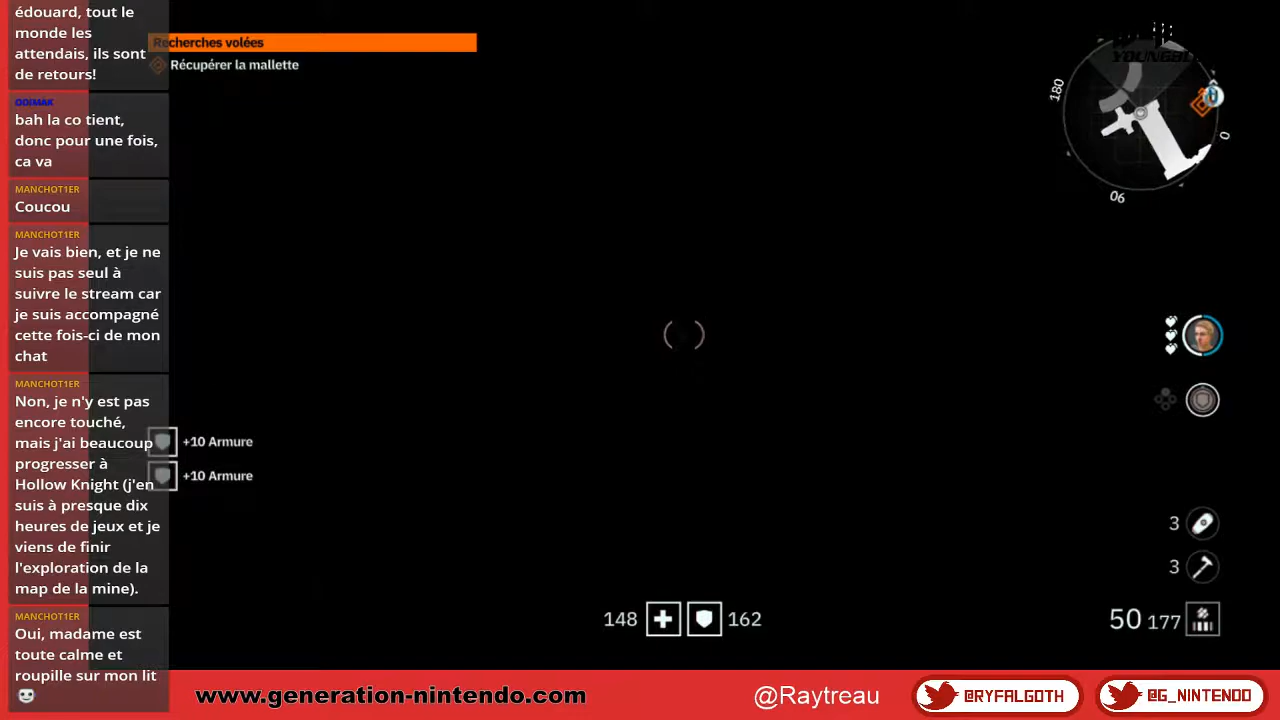 édouard, tout le
monde les
attendais, ils sont
de retours!
ODIMAK
bah la co tient,
donc pour une fois,
ca va
MANCHOT1ER
Coucou
MANCHOT1ER
Je vais bien, et je ne
suis pas seul à
suivre le stream car
je suis accompagné
cette fois-ci de mon
chat
MANCHOT1ER
Non, je n'y est pas
encore touché,
mais j'ai beaucoup
progresser à
Hollow Knight (j'en
suis à presque dix
heures de jeux et je
viens de finir
l'exploration de la
map de la mine).
MANCHOT1ER
Oui, madame est
toute calme et
roupille sur mon lit
Recherches volées
Récupérer la mallette
180
0
90
+10 Armure
+10 Armure
3
3
148 162
50 177
www.generation-nintendo.com
@Raytreau
@RYFALGOTH
@G_NINTENDO